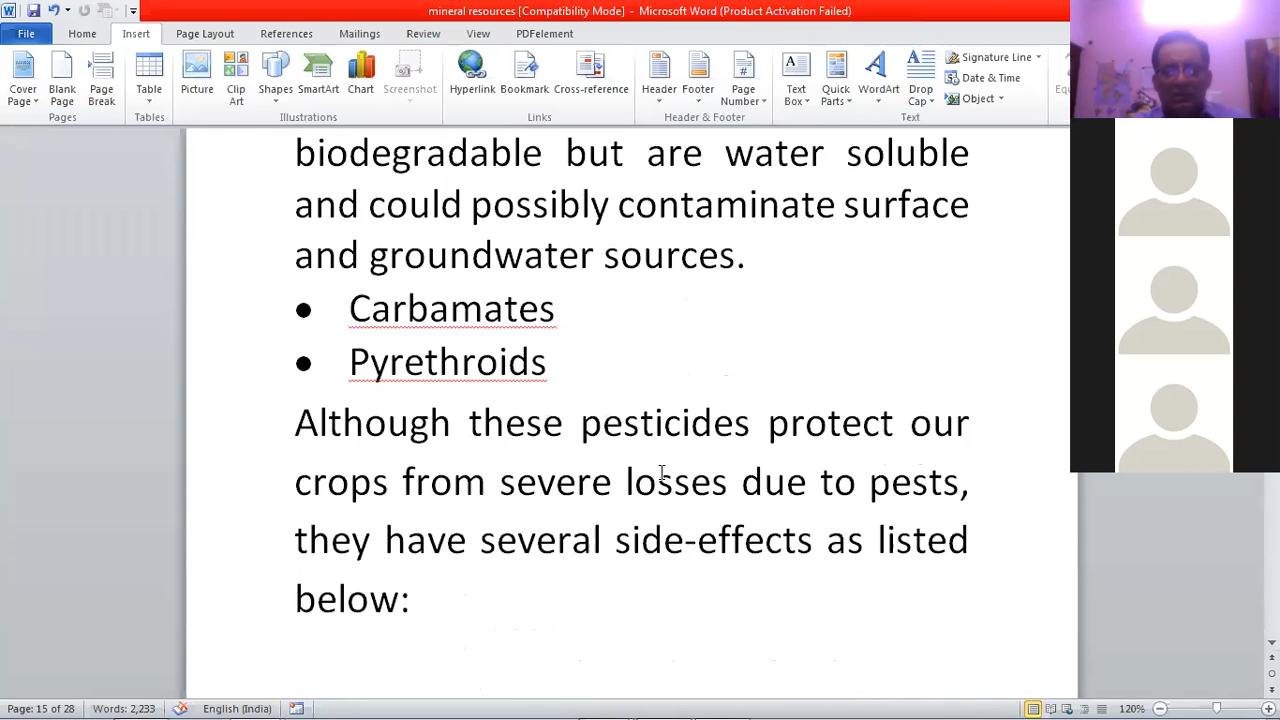 mineral resources [Compatibility Mode] - Microsoft Word (Product Activation Failed)
File Home Insert Page Layout References Mailings Review View PDFelement
Cover Page Blank Page Page Break Table Picture Clip Art Shapes SmartArt Chart Screenshot Hyperlink Bookmark Cross-reference Header Footer Page Number Text Box Quick Parts WordArt Drop Cap Signature Line
Date & Time
Object
Pages Tables Illustrations Links Header & Footer Text
biodegradable but are water soluble
and could possibly contaminate surface
and groundwater sources.
• Carbamates
• Pyrethroids
Although these pesticides protect our
crops from severe losses due to pests,
they have several side-effects as listed
below:
Page: 15 of 28 Words: 2,233 English (India) 120%